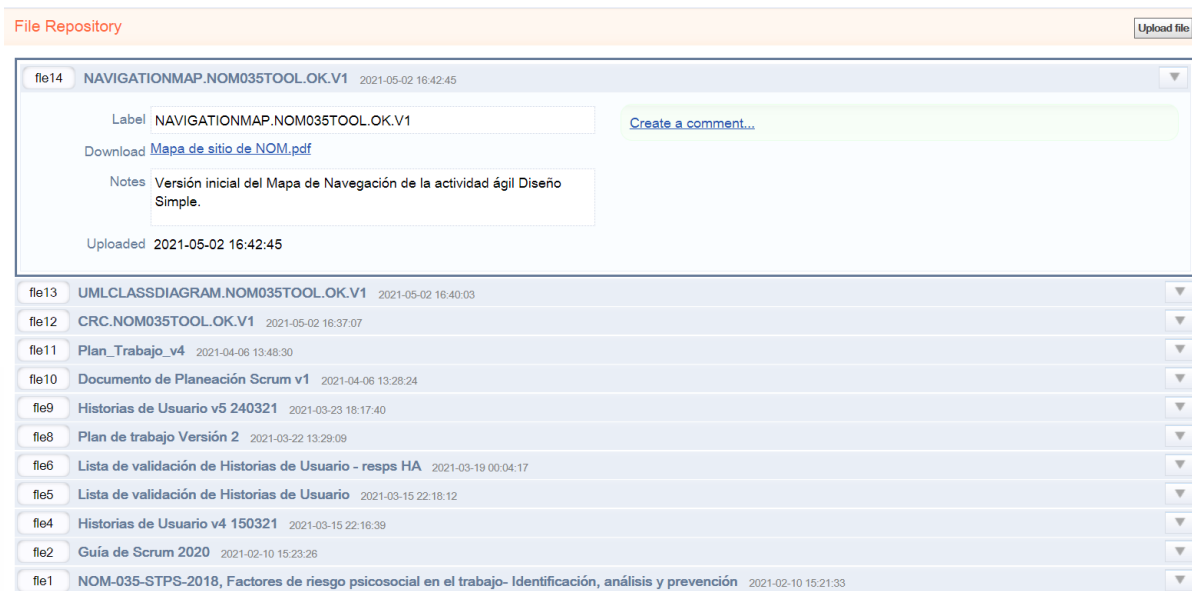 File Repository
Upload file
fle14 NAVIGATIONMAP.NOM035TOOL.OK.V1 2021-05-02 16:42:45
Label NAVIGATIONMAP.NOM035TOOL.OK.V1
Create a comment...
Download Mapa de sitio de NOM.pdf
Notes Versión inicial del Mapa de Navegación de la actividad ágil Diseño
Simple.
Uploaded 2021-05-02 16:42:45
fle13 UMLCLASSDIAGRAM.NOM035TOOL.OK.V1 2021-05-02 16:40:03
fle12 CRC.NOM035TOOL.OK.V1 2021-05-02 16:37:07
fle11 Plan_Trabajo_v4 2021-04-06 13:48:30
fle10 Documento de Planeación Scrum v1 2021-04-06 13:28:24
fle9 Historias de Usuario v5 240321 2021-03-23 18:17:40
fle8 Plan de trabajo Versión 2 2021-03-22 13:29:09
fle6 Lista de validación de Historias de Usuario - resps HA 2021-03-19 00:04:17
fle5 Lista de validación de Historias de Usuario 2021-03-15 22:18:12
fle4 Historias de Usuario v4 150321 2021-03-15 22:16:39
fle2 Guía de Scrum 2020 2021-02-10 15:23:26
fle1 NOM-035-STPS-2018, Factores de riesgo psicosocial en el trabajo- Identificación, análisis y prevención 2021-02-10 15:21:33